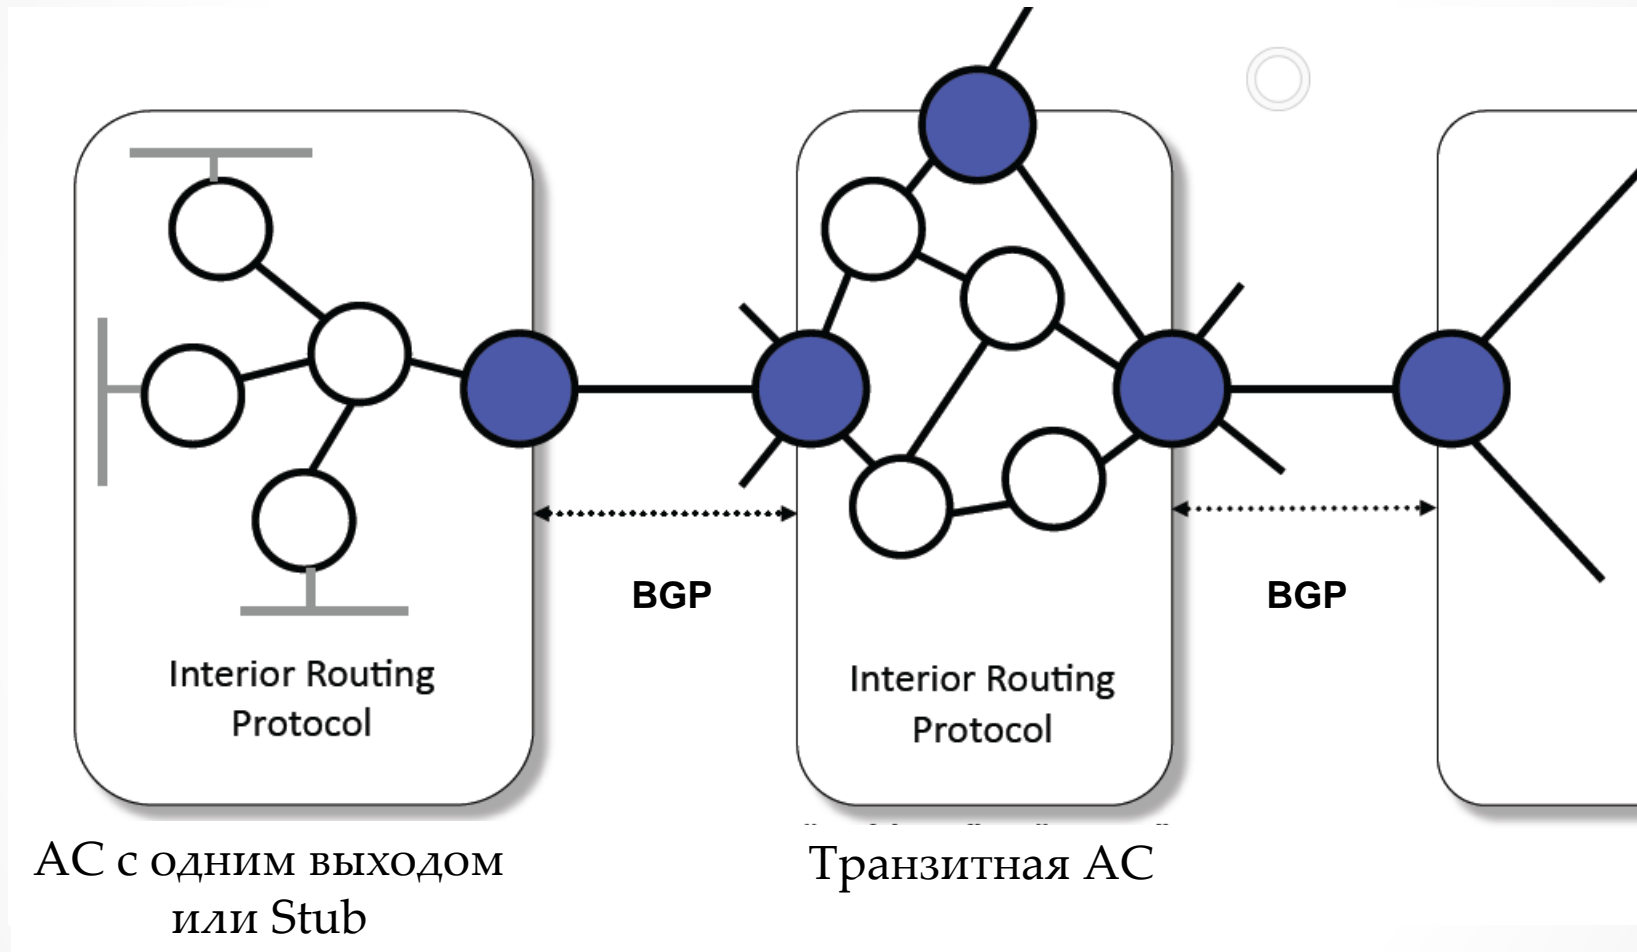 BGP
BGP
Interior Routing
Protocol
Interior Routing
Protocol
АС с одним выходом
или Stub
Транзитная АС